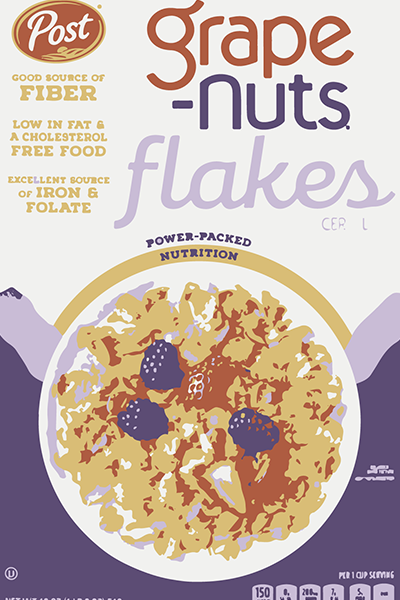 Post
GOOD SOURCE OF
FIBER
LOW IN FAT &
A CHOLESTEROL
FREE FOOD
EXCELLENT SOURCE
OF IRON &
FOLATE
grape
-nuts
flakes
POWER-PACKED
NUTRITION
U
PER 1 CUP SERVING
150